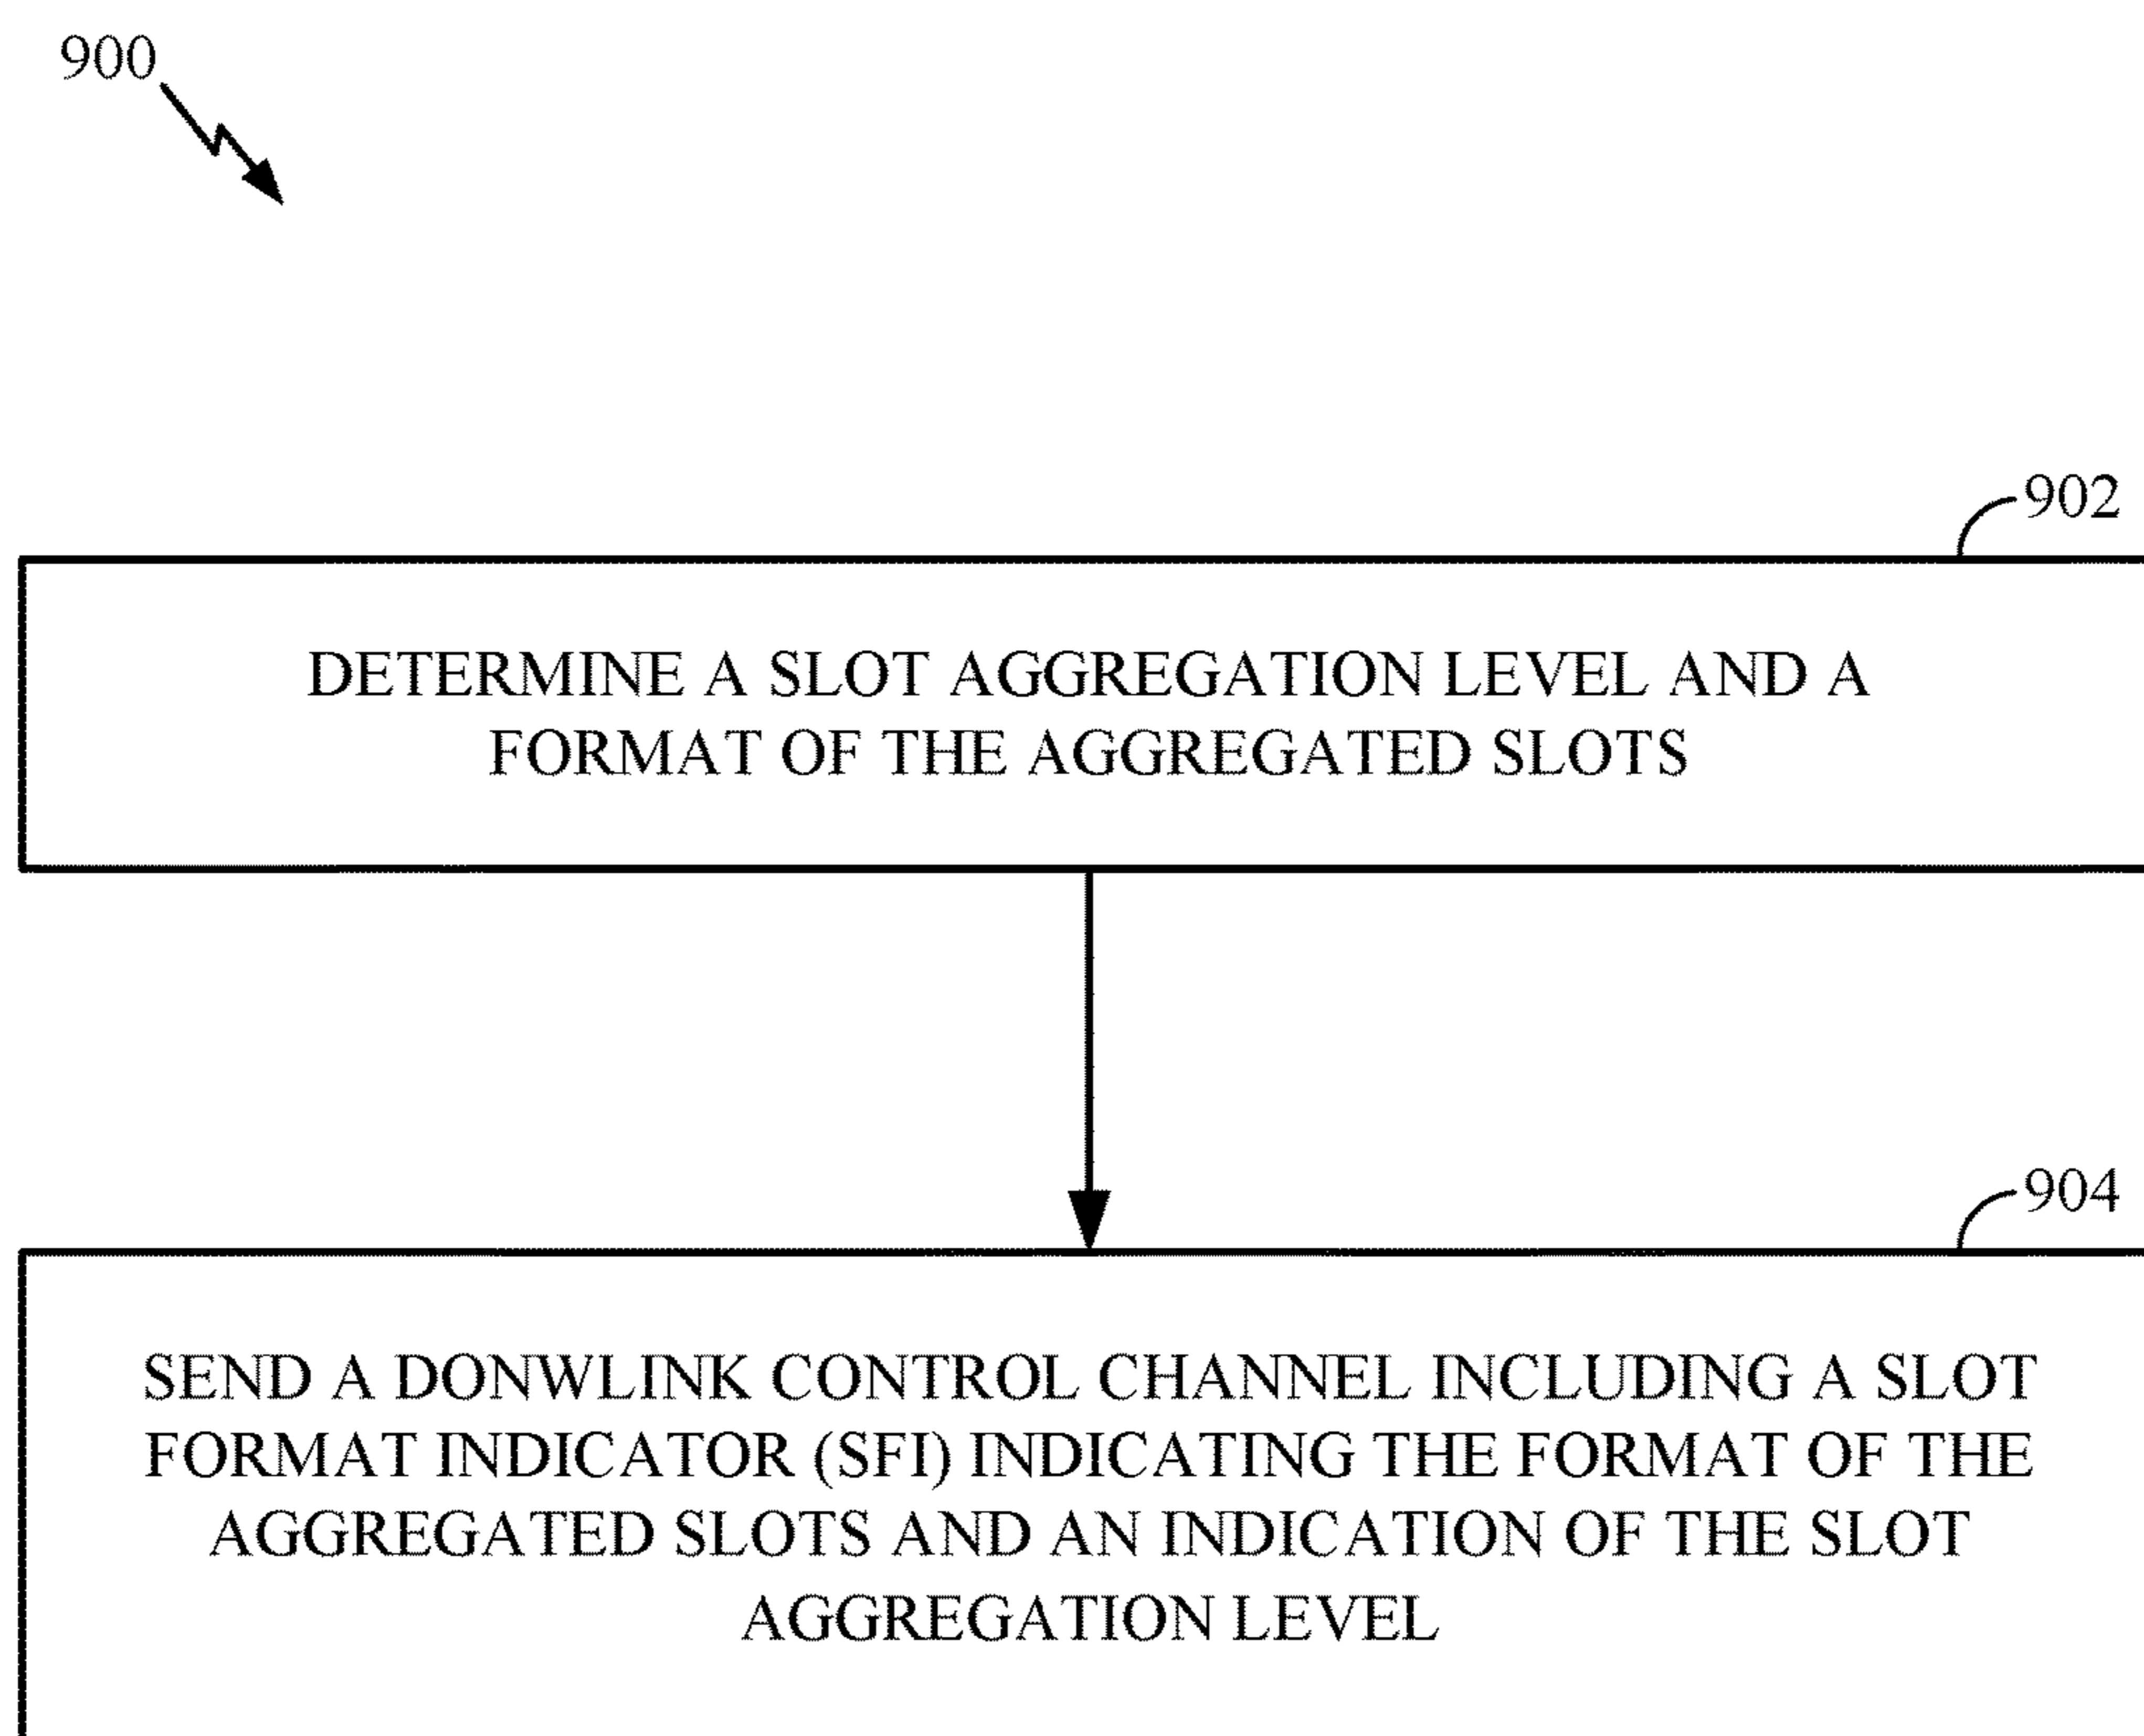 900
902
DETERMINE A SLOT AGGREGATION LEVEL AND A
FORMAT OF THE AGGREGATED SLOTS
904
SEND A DONWLINK CONTROL CHANNEL INCLUDING A SLOT
FORMAT INDICATOR (SFI) INDICATING THE FORMAT OF THE
AGGREGATED SLOTS AND AN INDICATION OF THE SLOT
AGGREGATION LEVEL